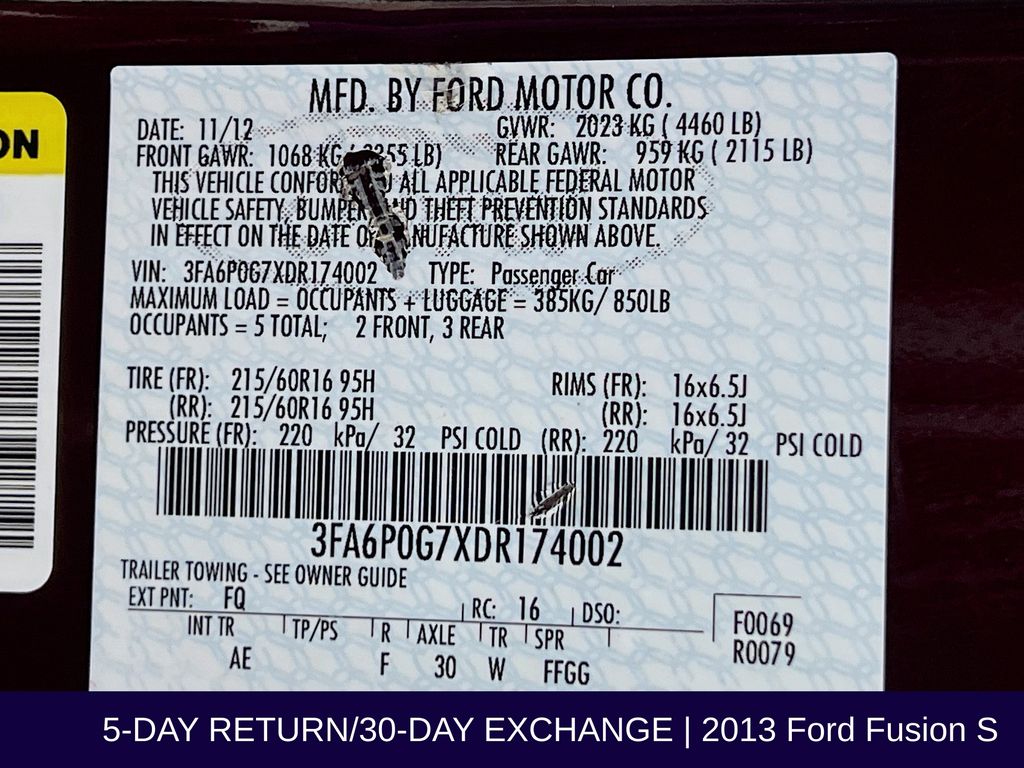 ON
MFD. BY FORD MOTOR CO.
DATE: 11/12 GVWR: 2023 KG ( 4460 LB)
FRONT GAWR: 1068 KG ( 2355 LB) REAR GAWR: 959 KG ( 2115 LB)
THIS VEHICLE ALL APPLICABLE FEDERAL MOTOR
VEHICLE SAFETY, BUMPER AND THEFT PREVENTION STANDARDS
IN EFFECT ON THE DATE SHOWN ABOVE.
VIN: 3FA6P0G7XDR174002 TYPE: Passenger Car
MAXIMUM LOAD = OCCUPANTS + LUGGAGE = 385KG/ 850LB
OCCUPANTS = 5 TOTAL; 2 FRONT, 3 REAR
TIRE (FR): 215/60R16 95H RIMS (FR): 16x6.5J
(RR): 215/60R16 95H (RR): 16x6.5J
PRESSURE (FR): 220 kPa/ 32 PSI COLD (RR): 220 kPa/ 32 PSI COLD
3FA6P0G7XDR174002
TRAILER TOWING - SEE OWNER GUIDE
EXT PNT: FQ RC: 16 DSO:
INT TR TP/PS R AXLE TR SPR
AE F 30 W FFGG
F0069
R0079
5-DAY RETURN/30-DAY EXCHANGE | 2013 Ford Fusion S